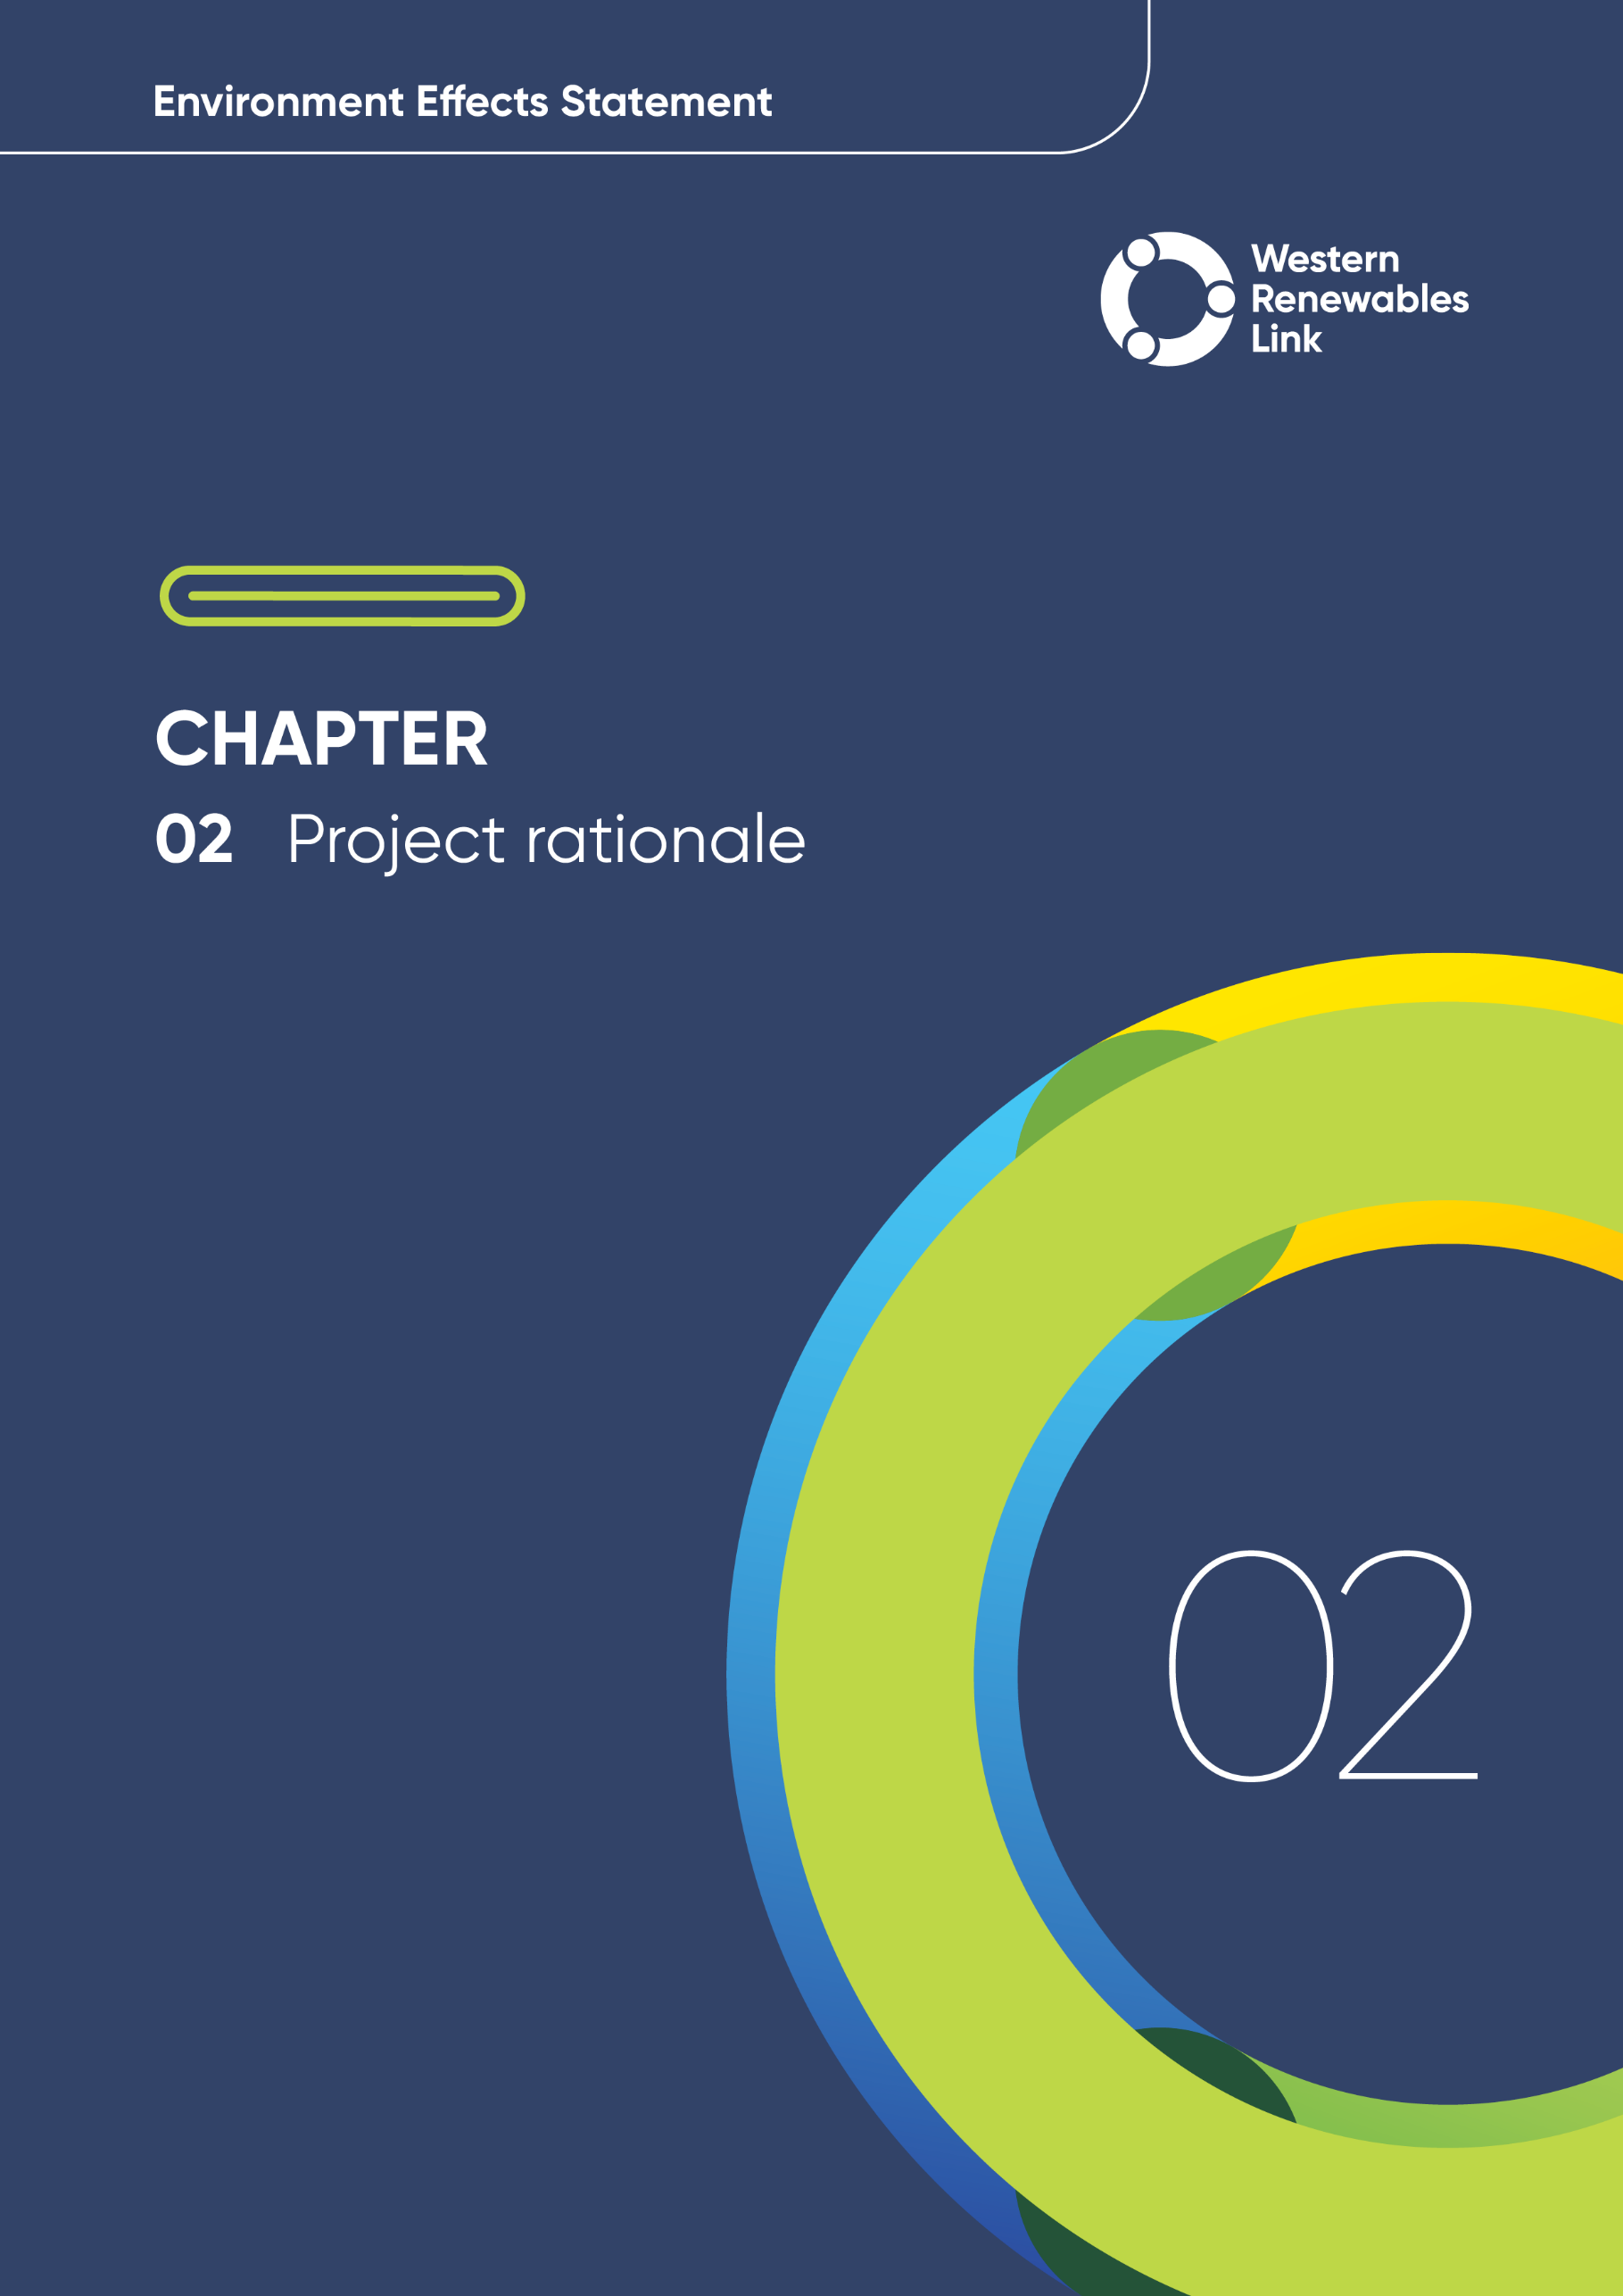 Environment Effects Statement
Western
Renewables
Link
CHAPTER
02 Project rationale
02